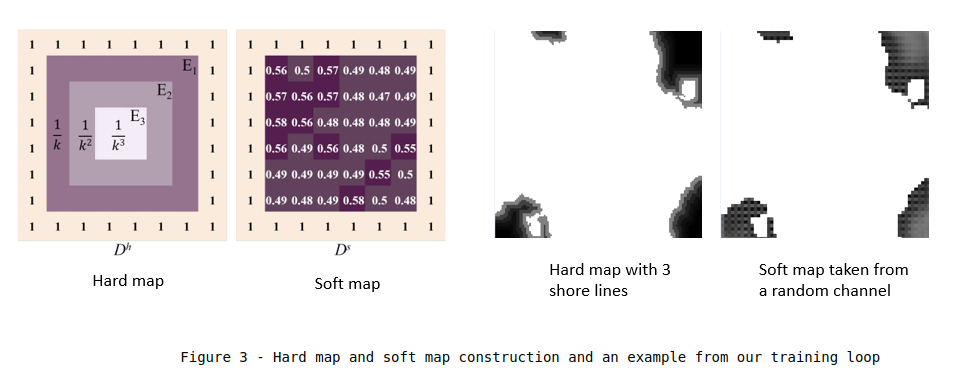 1 1 1 1 1 1 1 1
1 E₁ 1
1 E₂ 1
1 E₃ 1
1/k 1/k² 1/k³
1 1
1 1
1 1
1 1 1 1 1 1 1 1
Dʰ
Hard map
1 1 1 1 1 1 1 1
1 0.56 0.5 0.57 0.49 0.48 0.49 1
1 0.57 0.56 0.57 0.48 0.47 0.49 1
1 0.58 0.56 0.48 0.48 0.48 0.49 1
1 0.56 0.49 0.56 0.48 0.5 0.55 1
1 0.49 0.49 0.49 0.49 0.55 0.5 1
1 0.49 0.48 0.49 0.58 0.5 0.48 1
1 1 1 1 1 1 1 1
Dˢ
Soft map
Hard map with 3
shore lines
Soft map taken from
a random channel
Figure 3 - Hard map and soft map construction and an example from our training loop